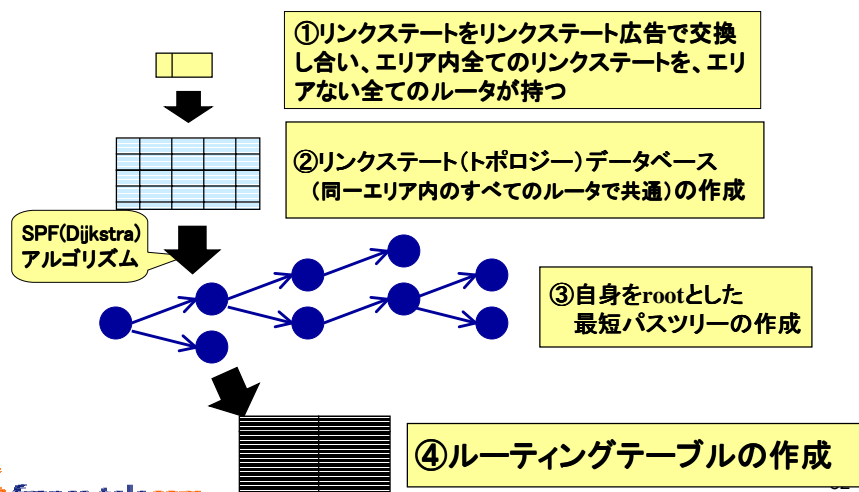 ①リンクステートをリンクステート広告で交換
し合い、エリア内全てのリンクステートを、エリ
アない全てのルータが持つ
②リンクステート(トポロジー)データベース
(同一エリア内のすべてのルータで共通)の作成
SPF(Dijkstra)
アルゴリズム
③自身をrootとした
最短パスツリーの作成
④ルーティングテーブルの作成